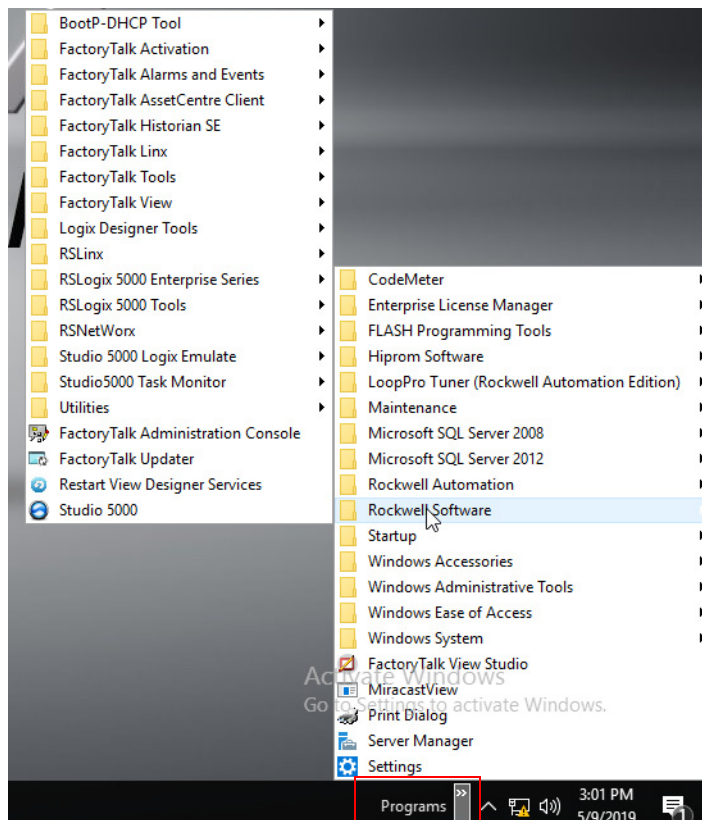 BootP-DHCP Tool
FactoryTalk Activation
FactoryTalk Alarms and Events
FactoryTalk AssetCentre Client
FactoryTalk Historian SE
FactoryTalk Linx
FactoryTalk Tools
FactoryTalk View
Logix Designer Tools
RSLinx
RSLogix 5000 Enterprise Series
RSLogix 5000 Tools
RSNetWorx
Studio 5000 Logix Emulate
Studio5000 Task Monitor
Utilities
FactoryTalk Administration Console
FactoryTalk Updater
Restart View Designer Services
Studio 5000
CodeMeter
Enterprise License Manager
FLASH Programming Tools
Hiprom Software
LoopPro Tuner (Rockwell Automation Edition)
Maintenance
Microsoft SQL Server 2008
Microsoft SQL Server 2012
Rockwell Automation
Rockwell Software
Startup
Windows Accessories
Windows Administrative Tools
Windows Ease of Access
Windows System
FactoryTalk View Studio
MiracastView
Print Dialog
Server Manager
Settings
Activate Windows
Go to Settings to activate Windows.
Programs »
3:01 PM
5/9/2019
1